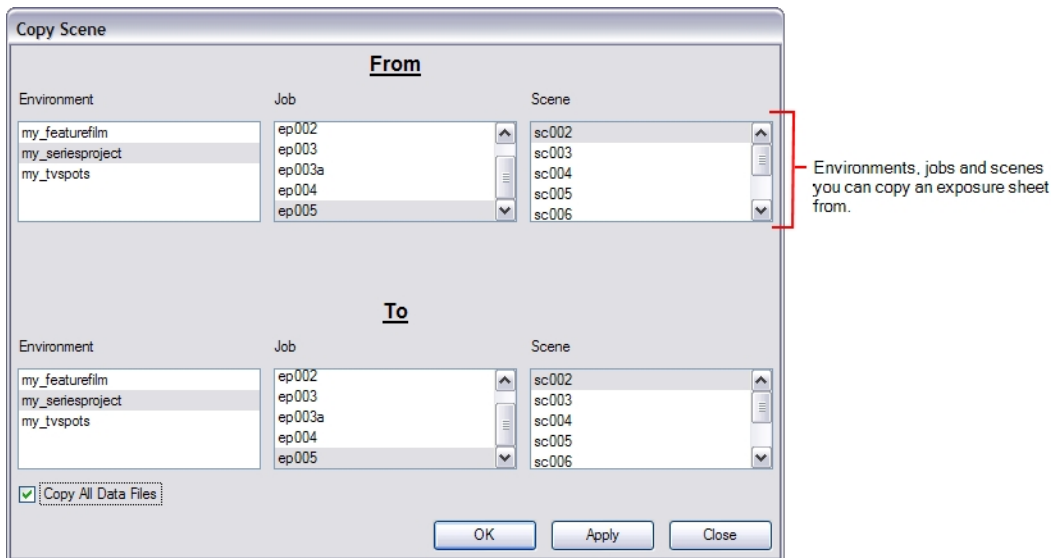 Copy Scene
From
Environment
Job
Scene
my_featurefilm
my_seriesproject
my_tvspots
ep002
ep003
ep003a
ep004
ep005
sc002
sc003
sc004
sc005
sc006
Environments, jobs and scenes
you can copy an exposure sheet
from.
To
Environment
Job
Scene
my_featurefilm
my_seriesproject
my_tvspots
ep002
ep003
ep003a
ep004
ep005
sc002
sc003
sc004
sc005
sc006
Copy All Data Files
OK
Apply
Close